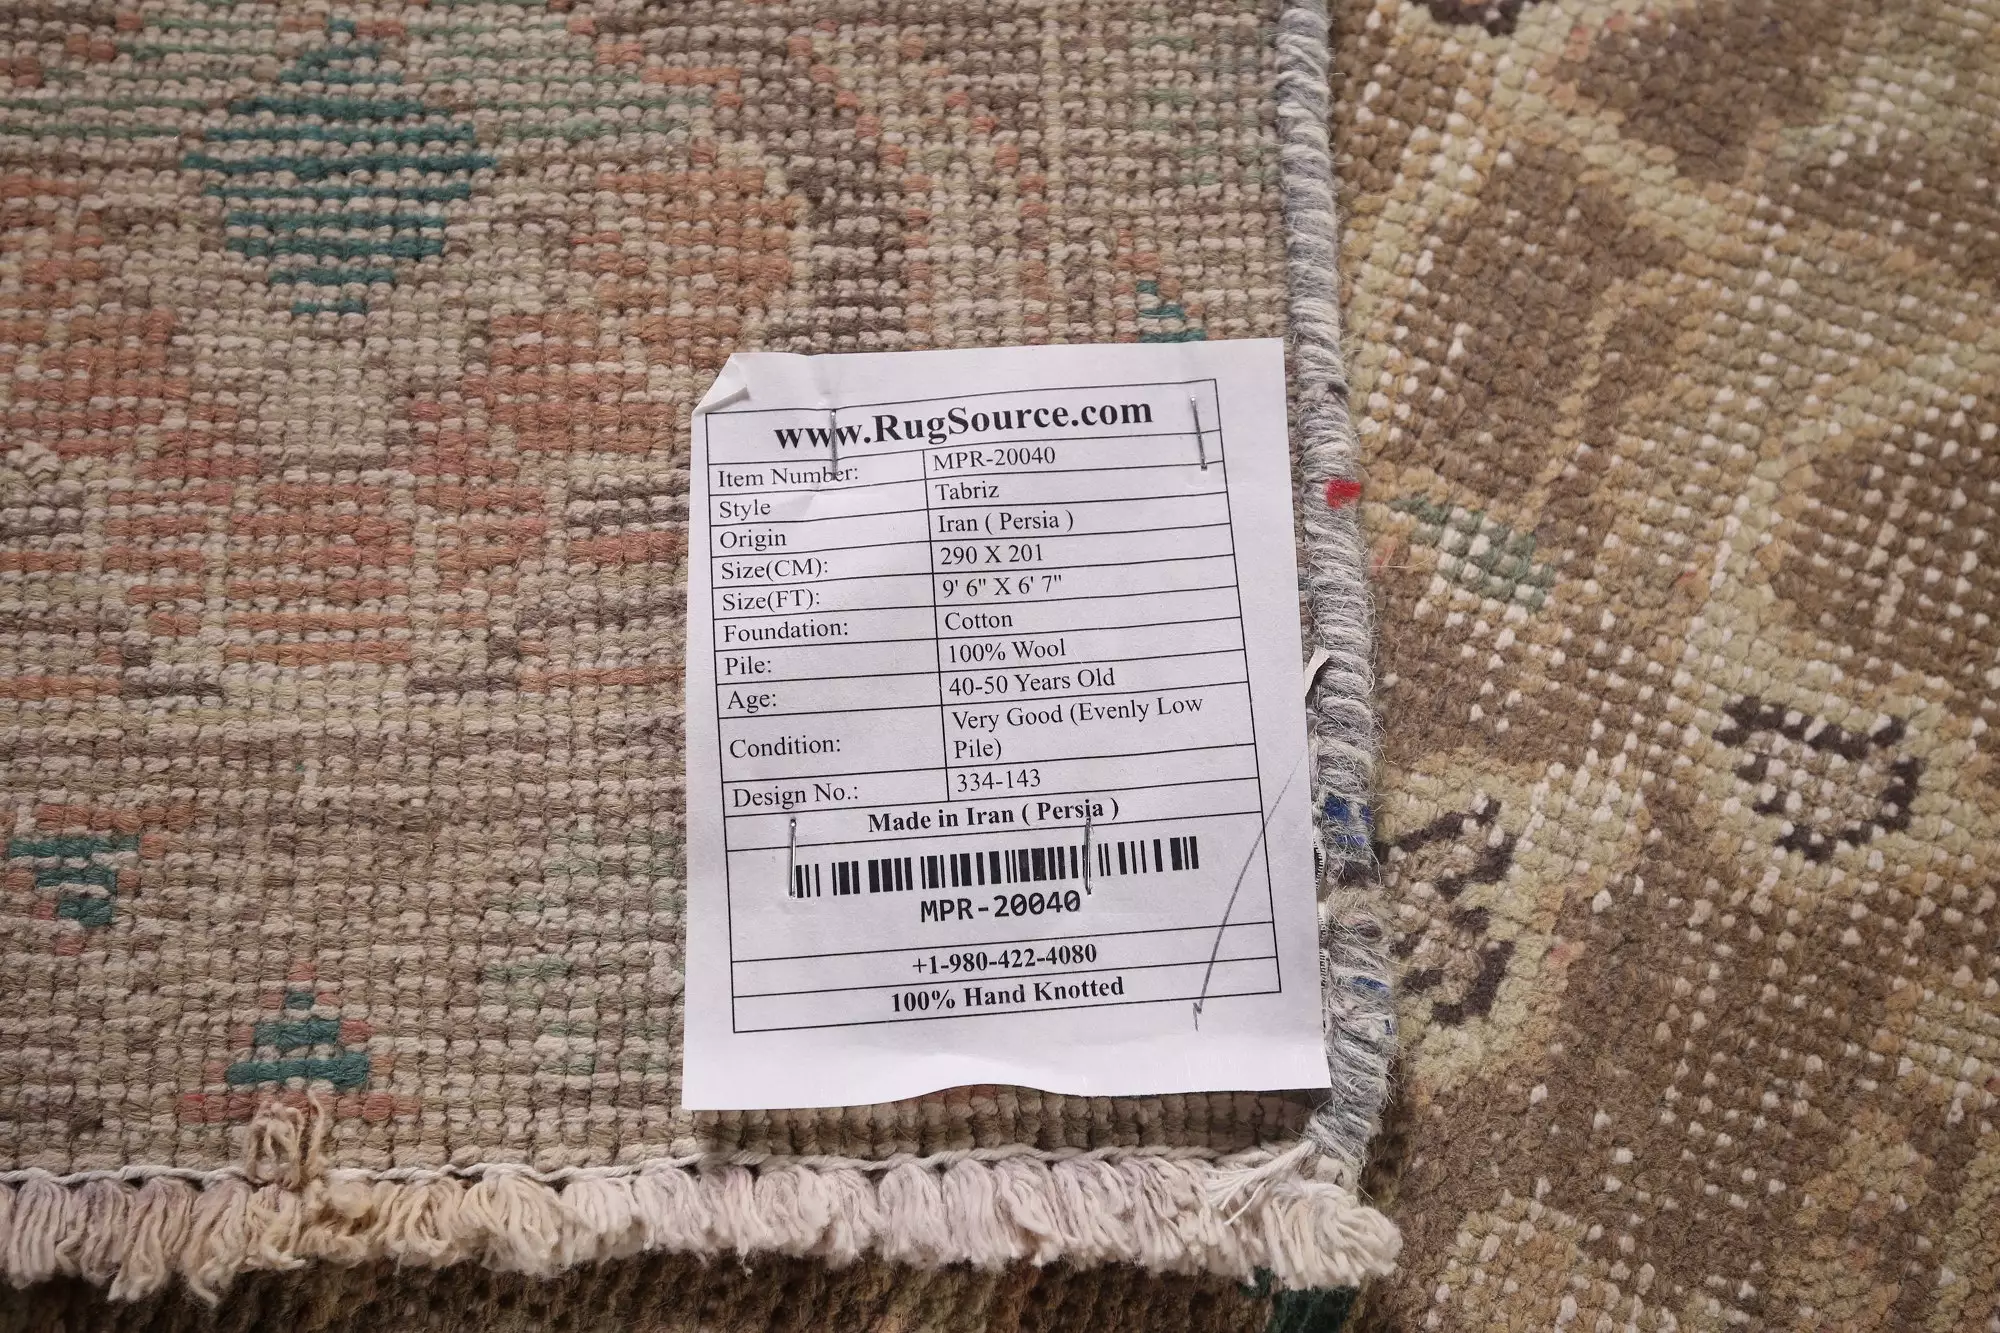 www.RugSource.com
Item Number: MPR-20040
Style Tabriz
Origin Iran ( Persia )
Size(CM): 290 X 201
Size(FT): 9' 6" X 6' 7"
Foundation: Cotton
Pile: 100% Wool
Age: 40-50 Years Old
Condition: Very Good (Evenly Low
Pile)
Design No.: 334-143
Made in Iran ( Persia )
MPR-20040
+1-980-422-4080
100% Hand Knotted